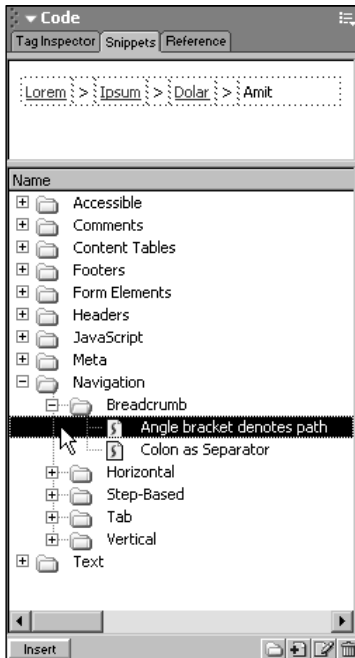 Code
Tag Inspector Snippets Reference
Lorem > Ipsum > Dolar > Amit
Name
Accessible
Comments
Content Tables
Footers
Form Elements
Headers
JavaScript
Meta
Navigation
Breadcrumb
Angle bracket denotes path
Colon as Separator
Horizontal
Step-Based
Tab
Vertical
Text
Insert